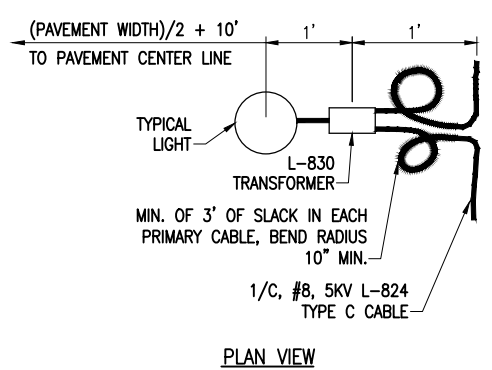 (PAVEMENT WIDTH)/2 + 10'
1'
1'
TO PAVEMENT CENTER LINE
TYPICAL
LIGHT
L-830
TRANSFORMER
MIN. OF 3' OF SLACK IN EACH
PRIMARY CABLE, BEND RADIUS
10" MIN.
1/C, #8, 5KV L-824
TYPE C CABLE
PLAN VIEW